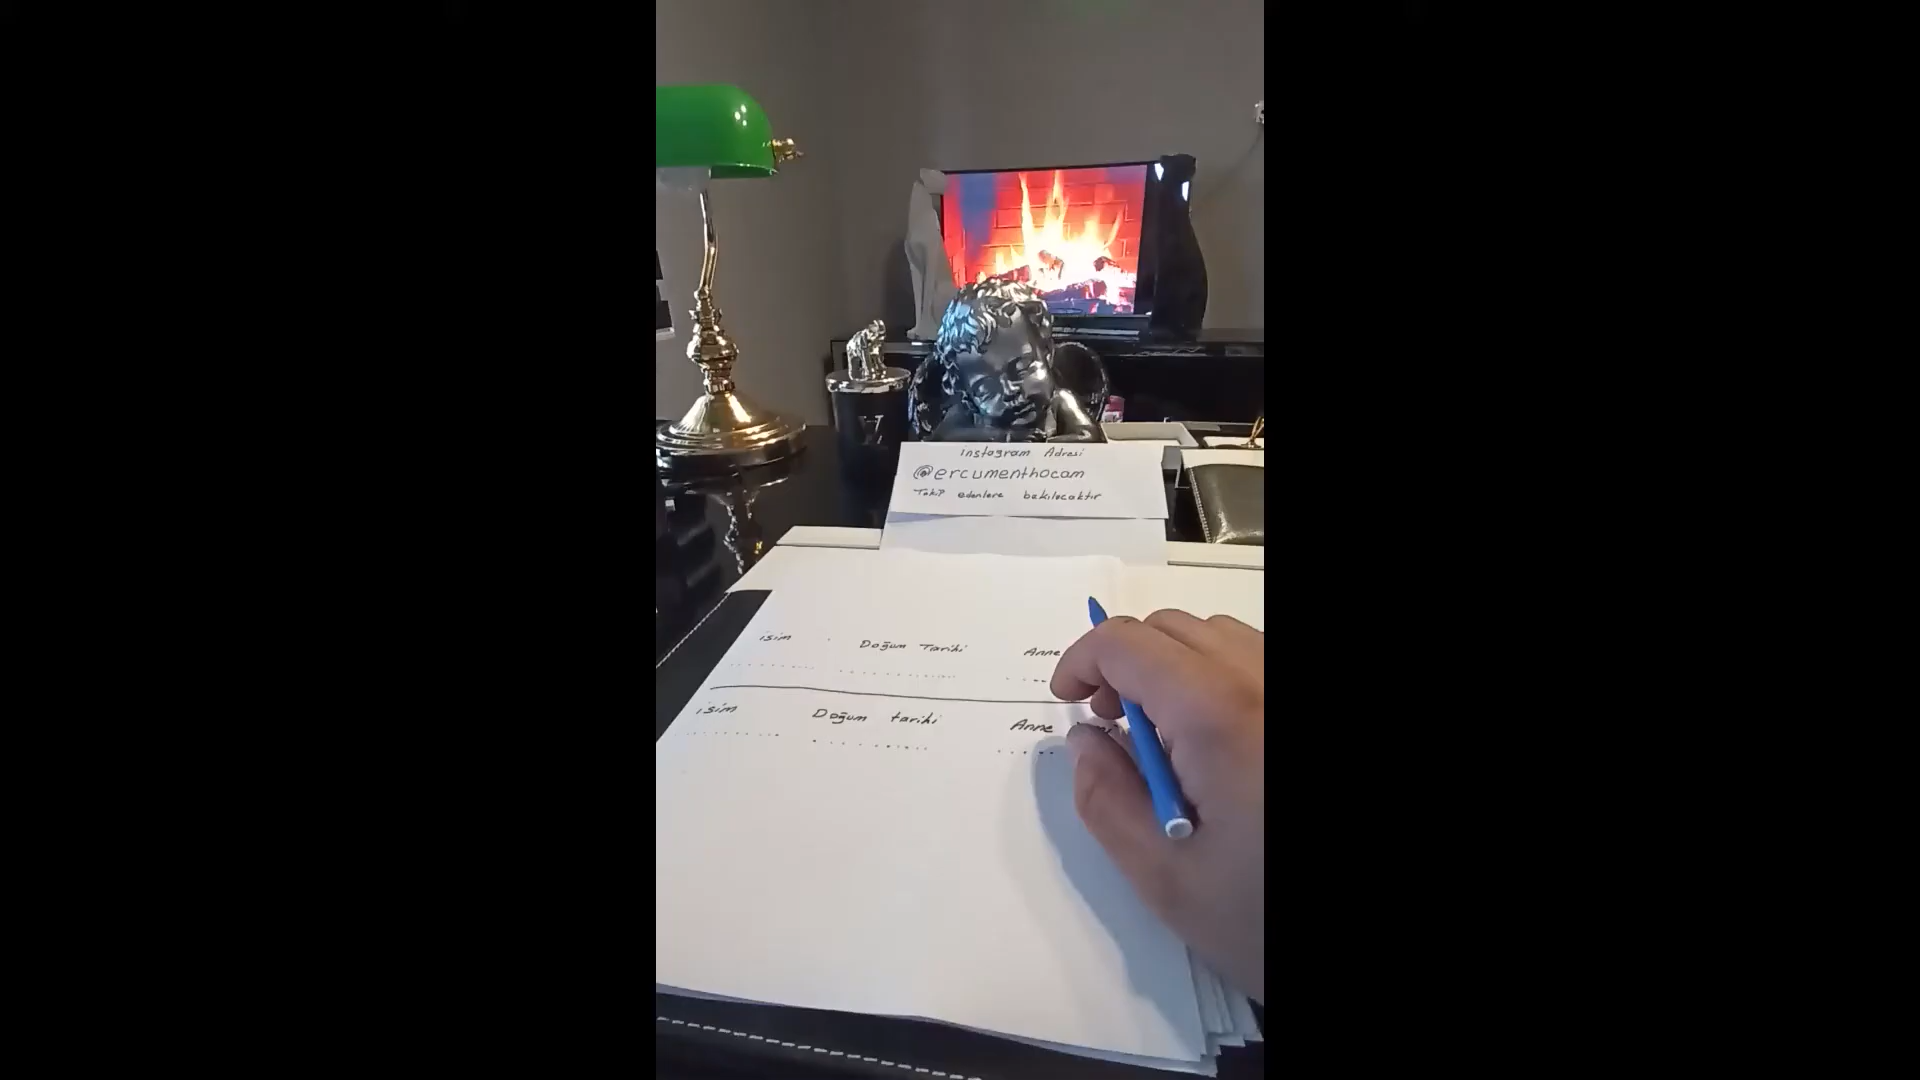 instagram Adresi
@ercumenthocam
Takip edenlere bakılacaktır
isim Doğum Tarihi Anne
isim Doğum tarihi Anne